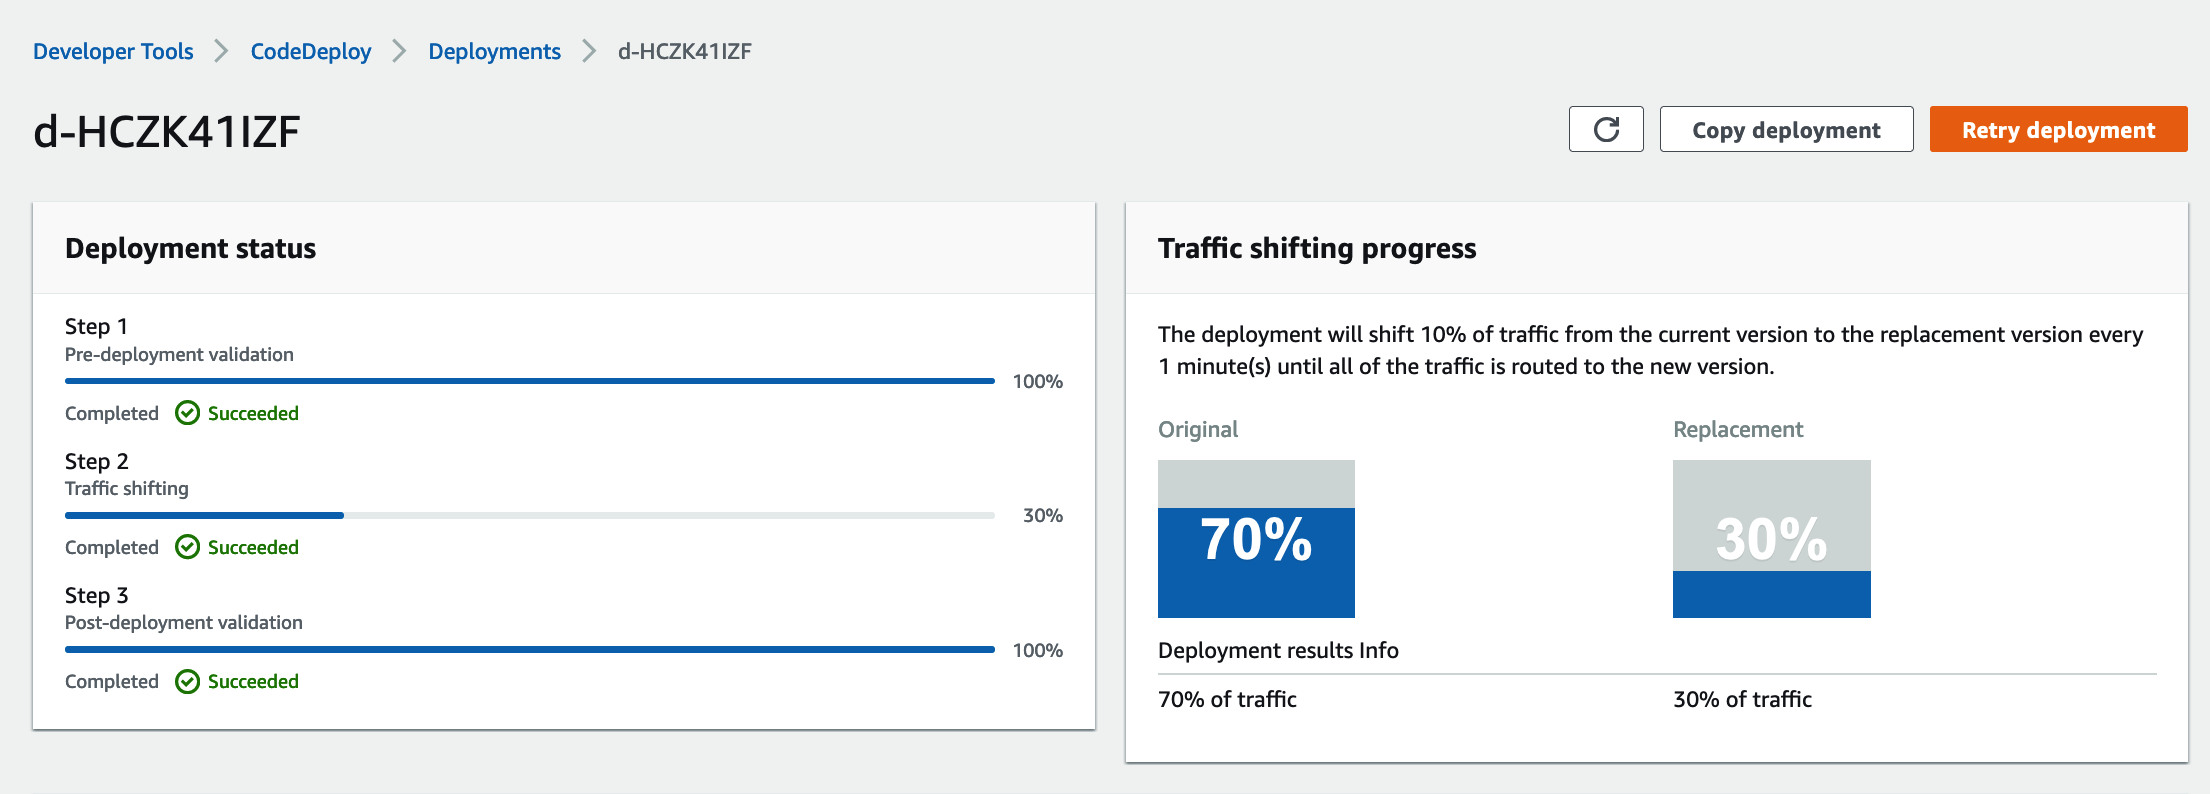 Developer Tools
CodeDeploy
Deployments
d-HCZK41IZF
d-HCZK41IZF
Copy deployment
Retry deployment
Deployment status
Step 1
Pre-deployment validation
100%
Completed
Succeeded
Step 2
Traffic shifting
30%
Completed
Succeeded
Step 3
Post-deployment validation
100%
Completed
Succeeded
Traffic shifting progress
The deployment will shift 10% of traffic from the current version to the replacement version every
1 minute(s) until all of the traffic is routed to the new version.
Original
Replacement
70%
30%
Deployment results Info
70% of traffic
30% of traffic